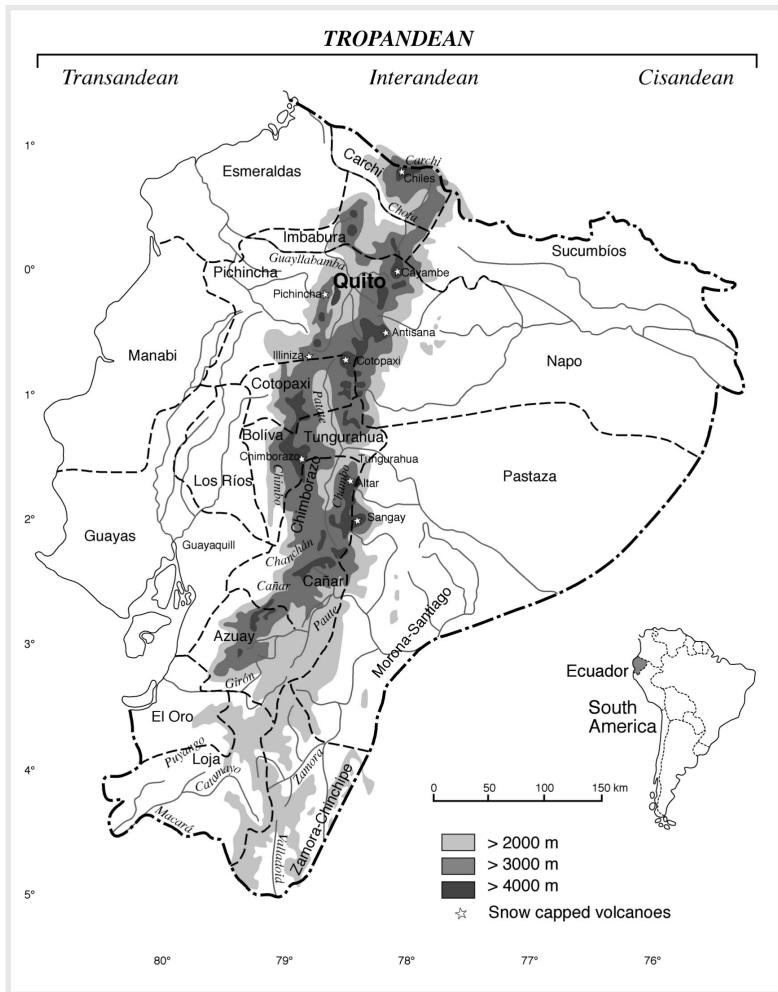 TROPANDEAN
Transandean Interandean Cisandean
1°
Carchi
Carchi
Chiles
Esmeraldas
Chota
Imbabura
Sucumbíos
Guayllabamba
0°
Pichincha
Cayambe
Quito
Pichincha
Antisana
Manabi
Illiniza
Cotopaxi
Napo
Cotopaxi
1°
Patate
Bolíva
Tungurahua
Chimborazo
Tungurahua
Los Ríos
Chimbo
Chimborazo
Chambo
Altar
Pastaza
2°
Sangay
Guayas
Guayaquill
Chanchán
Cañar
Cañar
Paute
Azuay
Morona-Santiago
3°
Girón
Ecuador
South
America
El Oro
Puyango
Loja
Catamayo
Zamora
4°
Macará
Zamora-Chinchipe
Valladolid
0 50 100 150 km
> 2000 m
> 3000 m
> 4000 m
Snow capped volcanoes
5°
80° 79° 78° 77° 76°